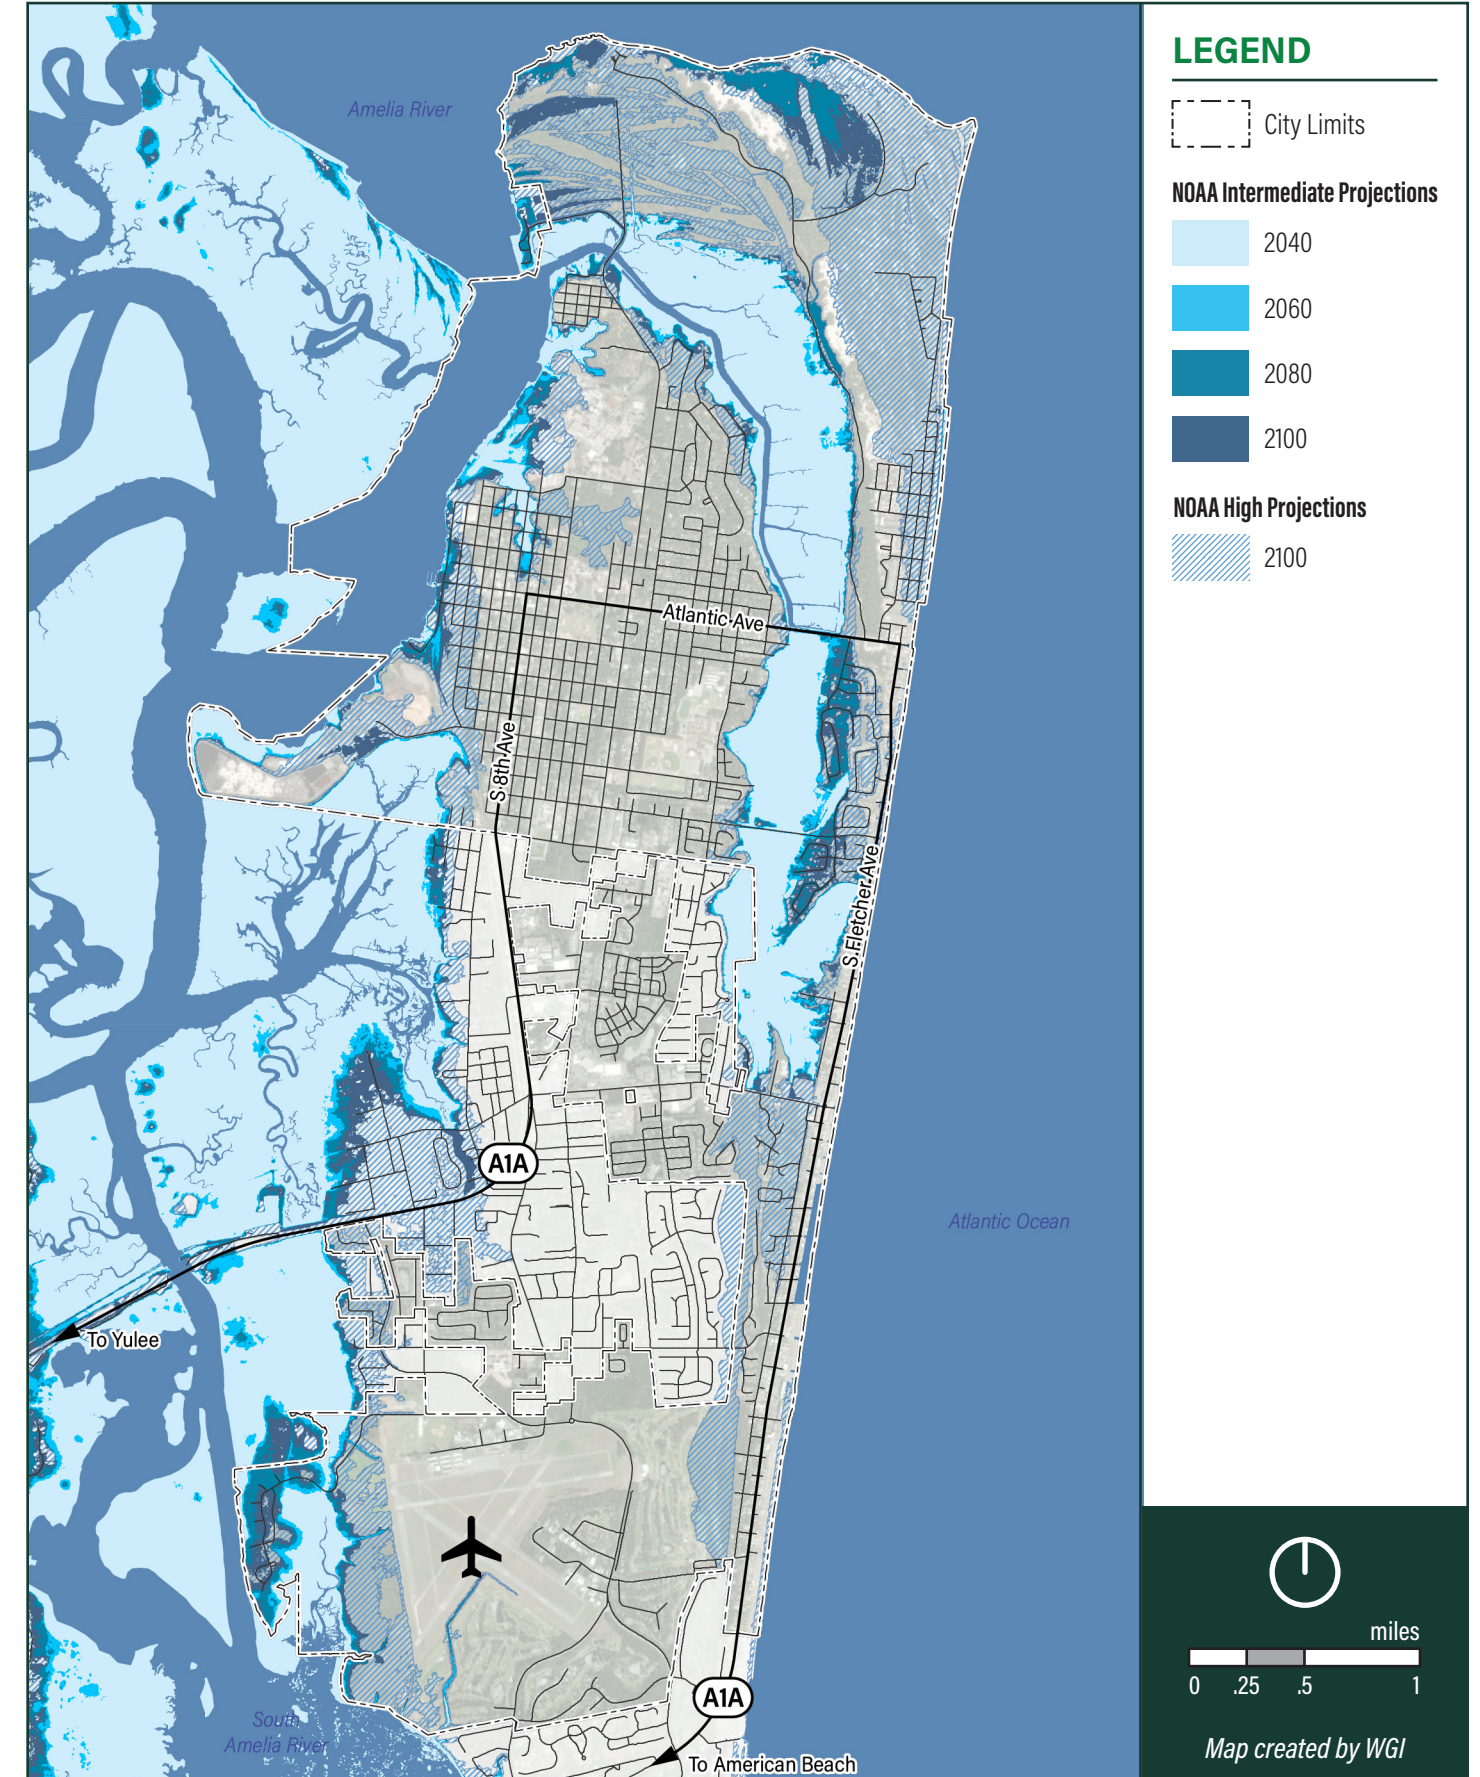 LEGEND
City Limits
NOAA Intermediate Projections
2040
2060
2080
2100
NOAA High Projections
2100
Amelia River
Atlantic Ave
S 8th Ave
S Fletcher Ave
A1A
Atlantic Ocean
To Yulee
A1A
South
Amelia River
To American Beach
miles
0 .25 .5 1
Map created by WGI